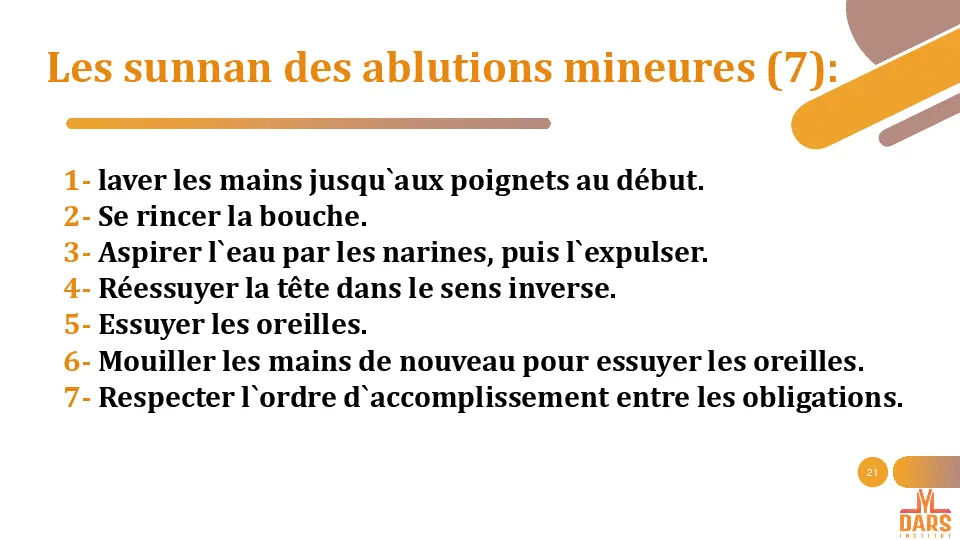 Les sunnan des ablutions mineures (7):
1- laver les mains jusqu`aux poignets au début.
2- Se rincer la bouche.
3- Aspirer l`eau par les narines, puis l`expulser.
4- Réessuyer la tête dans le sens inverse.
5- Essuyer les oreilles.
6- Mouiller les mains de nouveau pour essuyer les oreilles.
7- Respecter l`ordre d`accomplissement entre les obligations.
21
DARS
INSTITUT